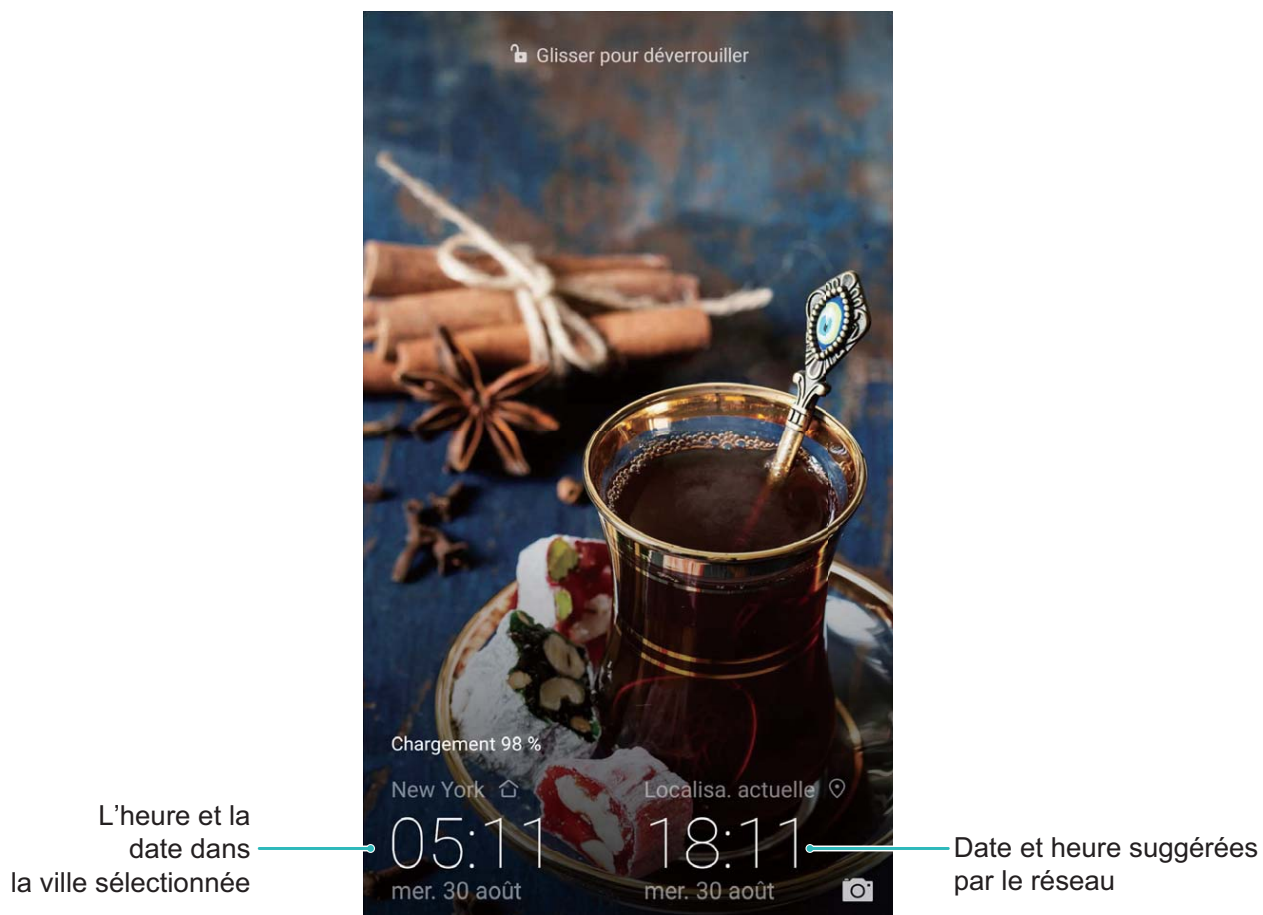 Glisser pour déverrouiller
Chargement 98 %
New York
05:11
mer. 30 août
Localisa. actuelle
18:11
mer. 30 août
L’heure et la
date dans
la ville sélectionnée
Date et heure suggérées
par le réseau